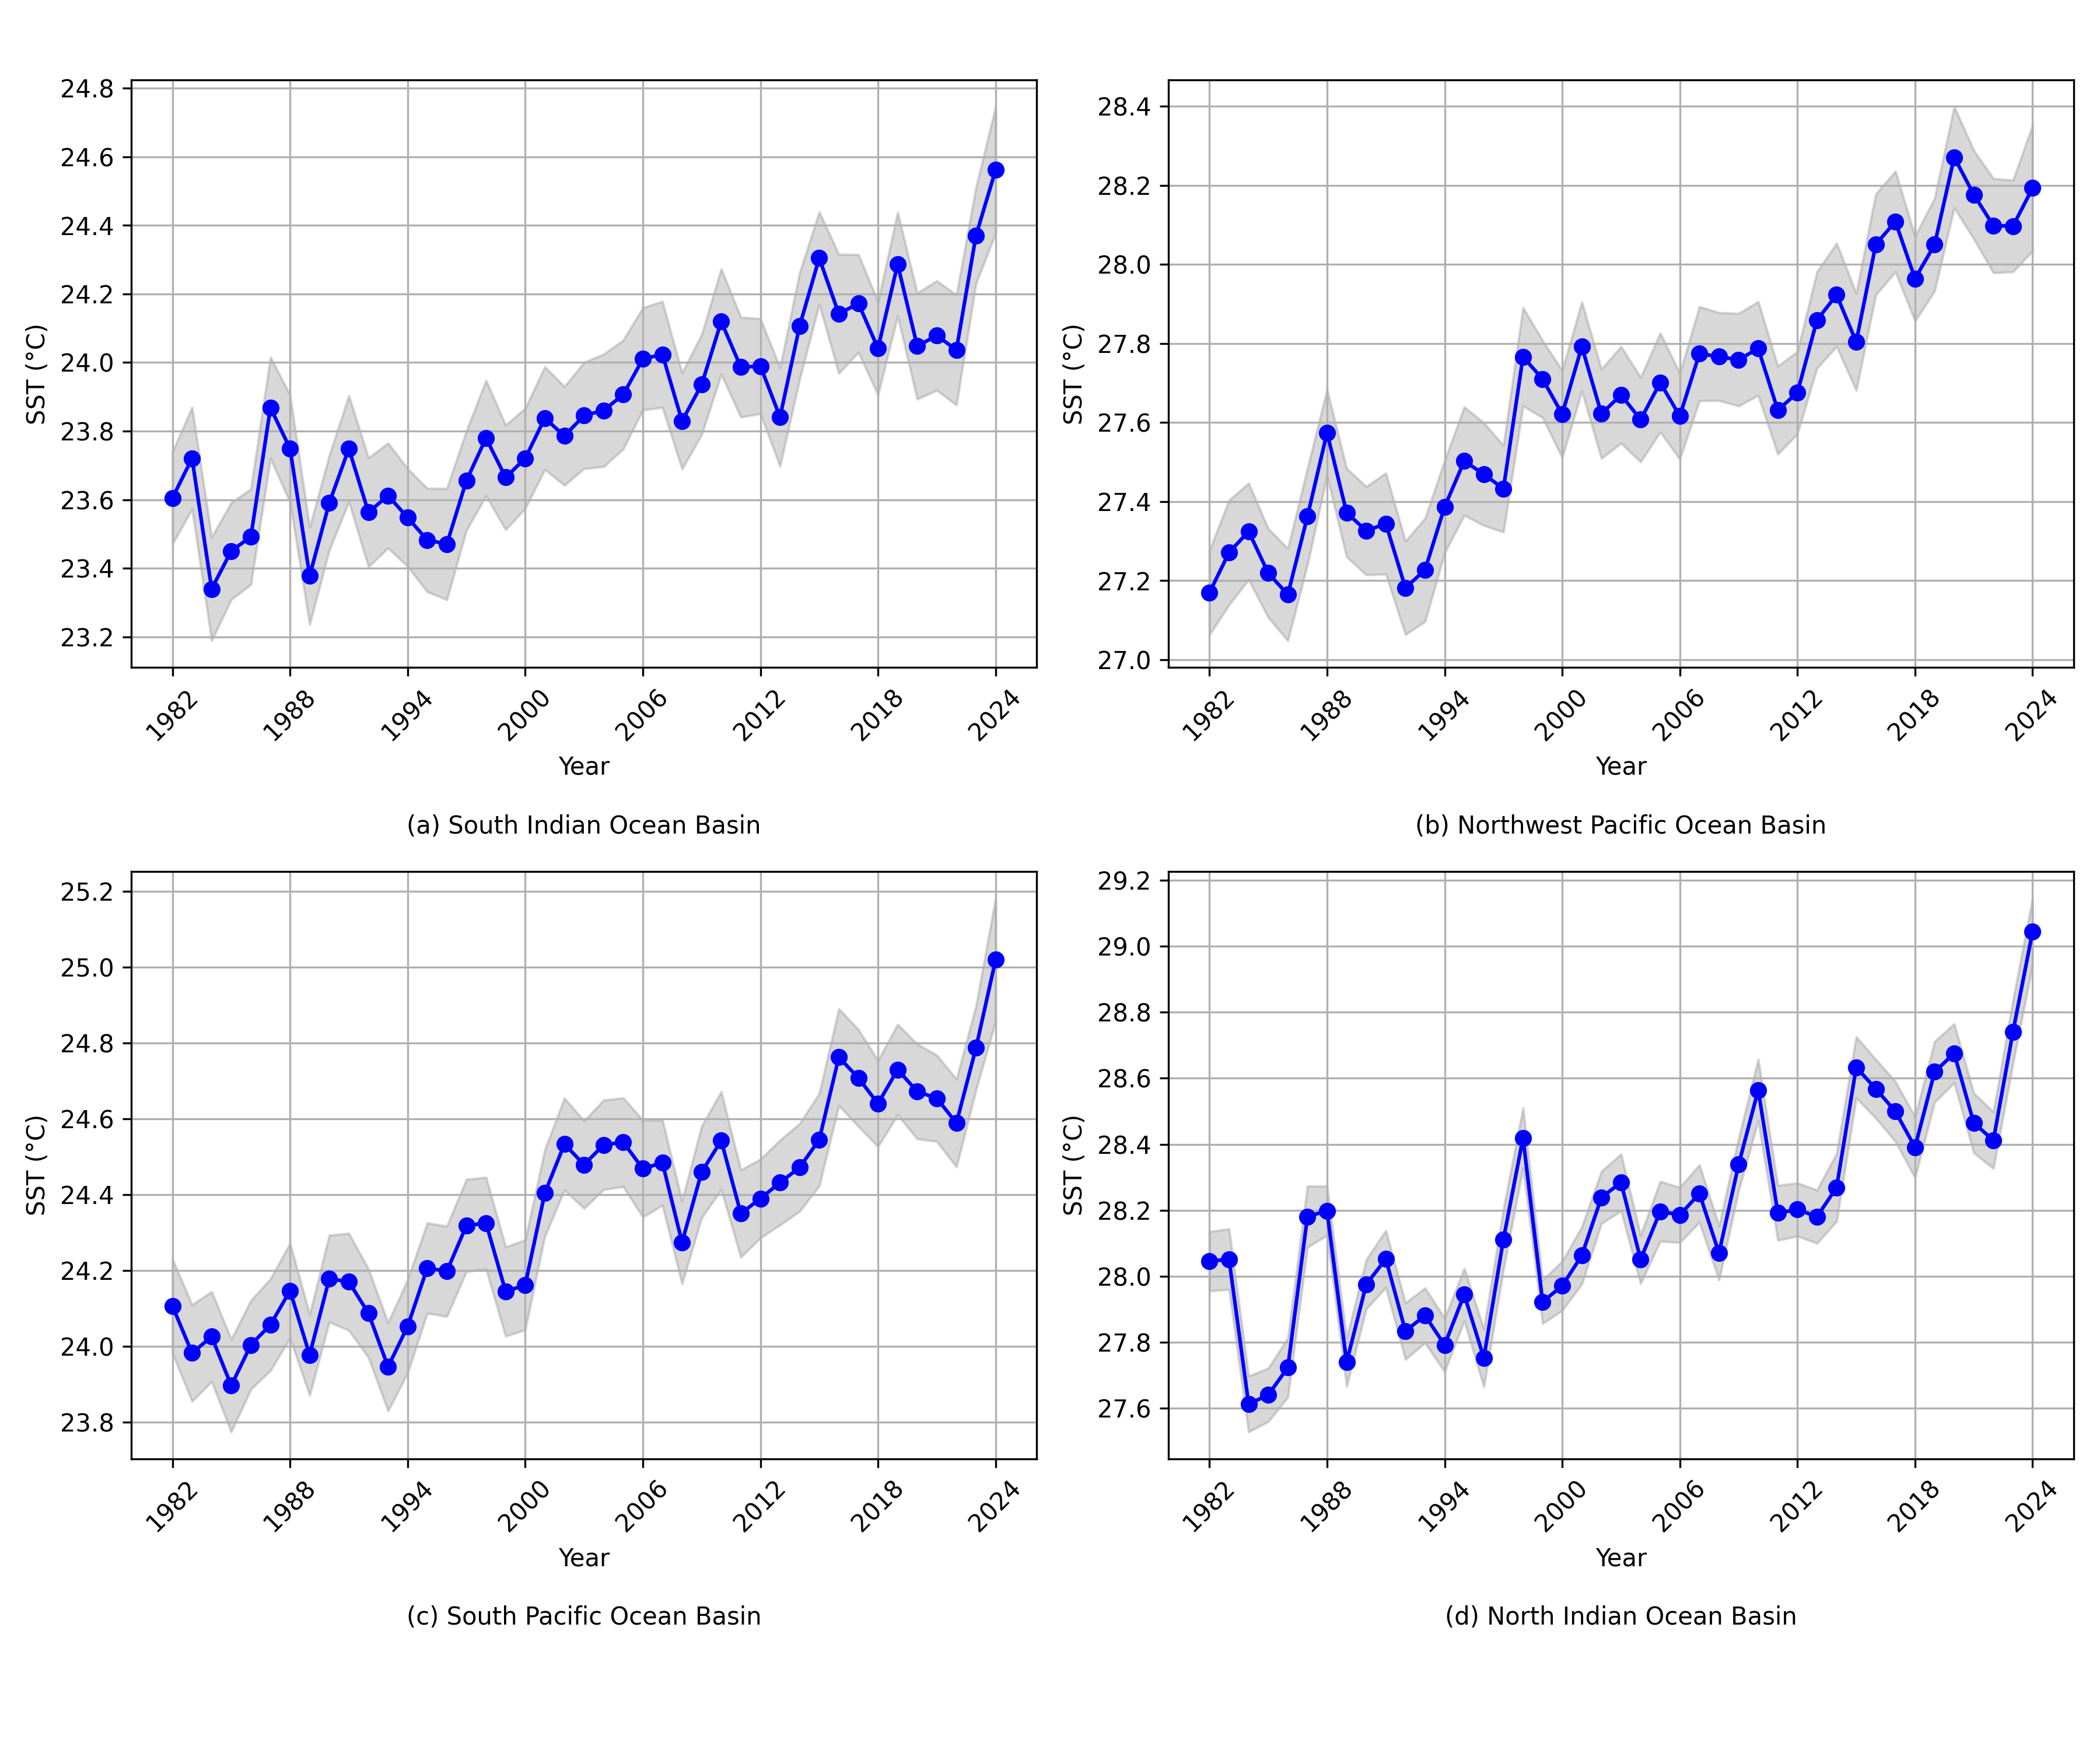 24.8
24.6
24.4
24.2
24.0
23.8
23.6
23.4
23.2
SST (°C)
1982 1988 1994 2000 2006 2012 2018 2024
Year
(a) South Indian Ocean Basin
28.4
28.2
28.0
27.8
27.6
27.4
27.2
27.0
SST (°C)
1982 1988 1994 2000 2006 2012 2018 2024
Year
(b) Northwest Pacific Ocean Basin
25.2
25.0
24.8
24.6
24.4
24.2
24.0
23.8
SST (°C)
1982 1988 1994 2000 2006 2012 2018 2024
Year
(c) South Pacific Ocean Basin
29.2
29.0
28.8
28.6
28.4
28.2
28.0
27.8
27.6
SST (°C)
1982 1988 1994 2000 2006 2012 2018 2024
Year
(d) North Indian Ocean Basin